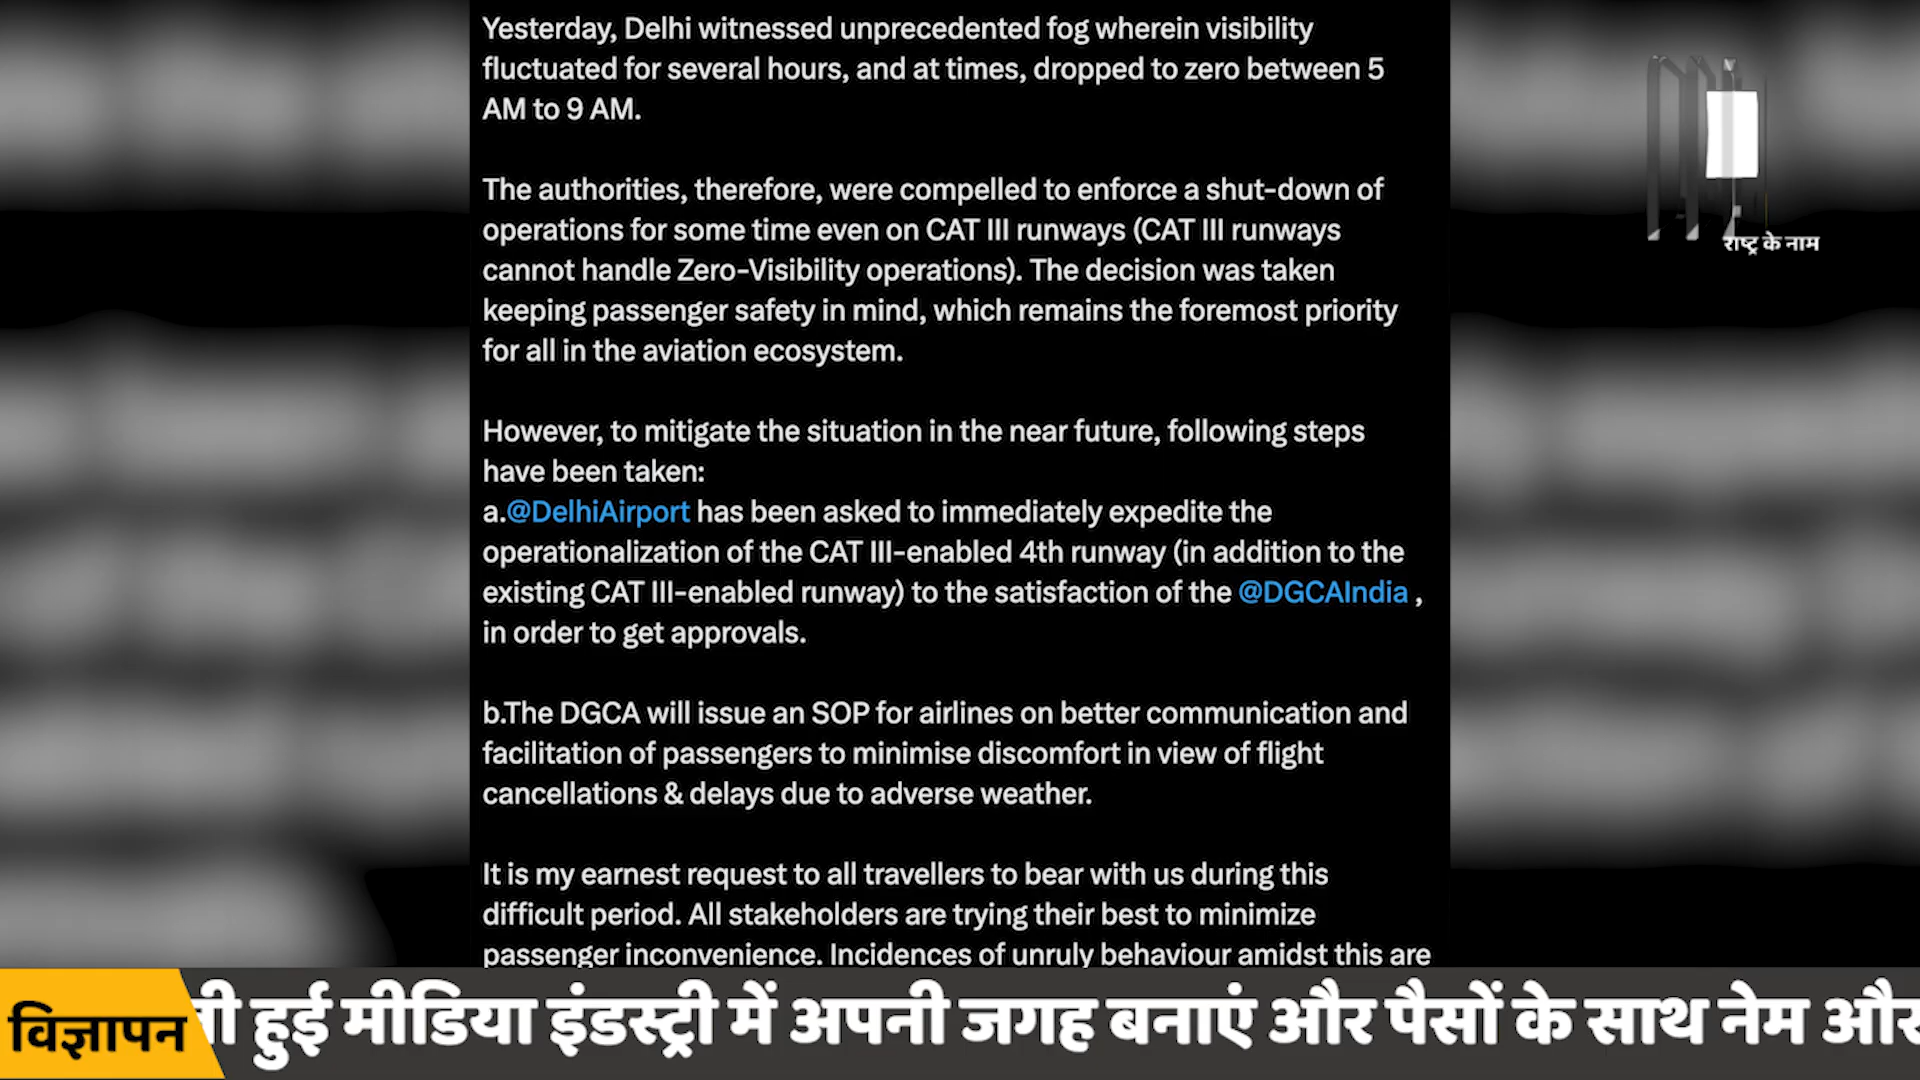 Yesterday, Delhi witnessed unprecedented fog wherein visibility
fluctuated for several hours, and at times, dropped to zero between 5
AM to 9 AM.
The authorities, therefore, were compelled to enforce a shut-down of
operations for some time even on CAT III runways (CAT III runways
cannot handle Zero-Visibility operations). The decision was taken
keeping passenger safety in mind, which remains the foremost priority
for all in the aviation ecosystem.
However, to mitigate the situation in the near future, following steps
have been taken:
a.@DelhiAirport has been asked to immediately expedite the
operationalization of the CAT III-enabled 4th runway (in addition to the
existing CAT III-enabled runway) to the satisfaction of the @DGCAIndia ,
in order to get approvals.
b.The DGCA will issue an SOP for airlines on better communication and
facilitation of passengers to minimise discomfort in view of flight
cancellations & delays due to adverse weather.
It is my earnest request to all travellers to bear with us during this
difficult period. All stakeholders are trying their best to minimize
passenger inconvenience. Incidences of unruly behaviour amidst this are
राष्ट्र के नाम
विज्ञापन
हुई मीडिया इंडस्ट्री में अपनी जगह बनाएं और पैसों के साथ नेम और